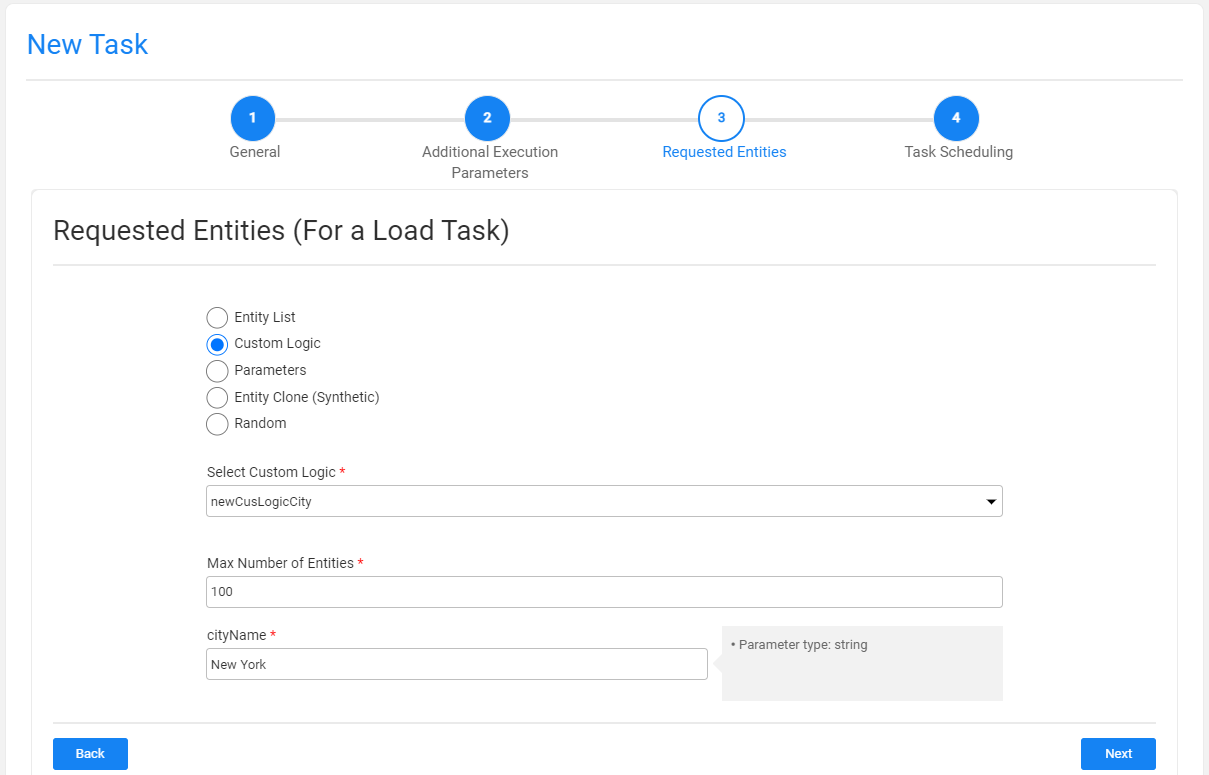 New Task
1
2
3
4
General
Additional Execution
Parameters
Requested Entities
Task Scheduling
Requested Entities (For a Load Task)
Entity List
Custom Logic
Parameters
Entity Clone (Synthetic)
Random
Select Custom Logic *
newCusLogicCity
Max Number of Entities *
100
cityName *
New York
• Parameter type: string
Back
Next